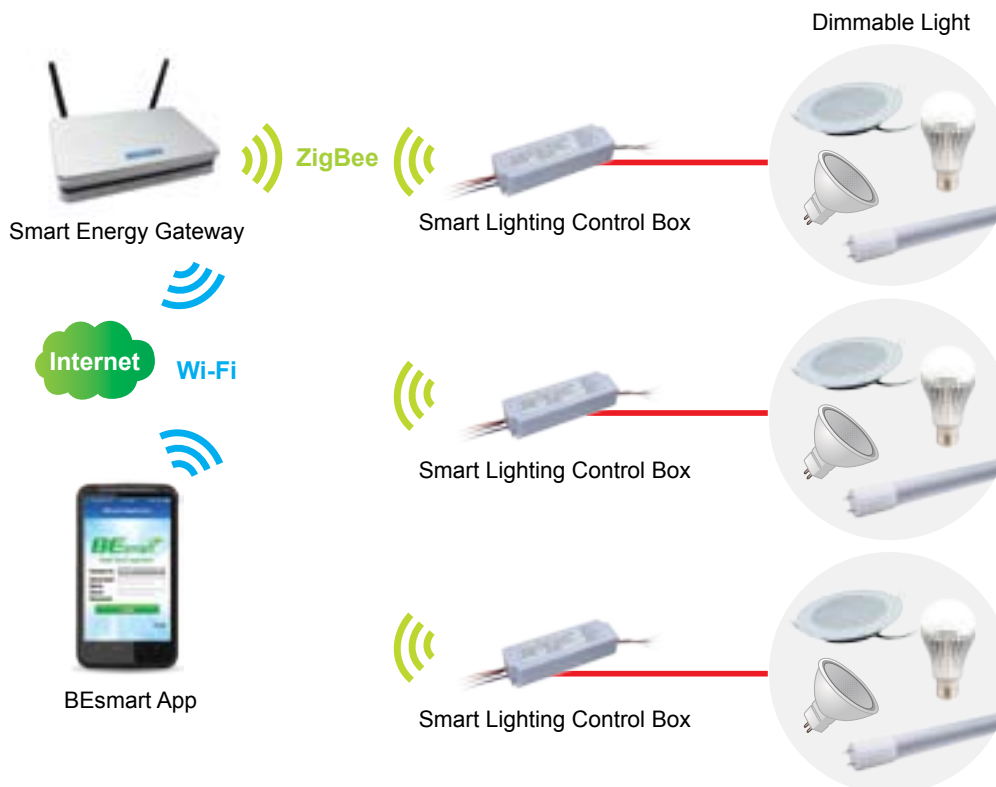 Dimmable Light
ZigBee
Smart Energy Gateway
Smart Lighting Control Box
Internet
Wi-Fi
Smart Lighting Control Box
BEsmart
BEsmart App
Smart Lighting Control Box